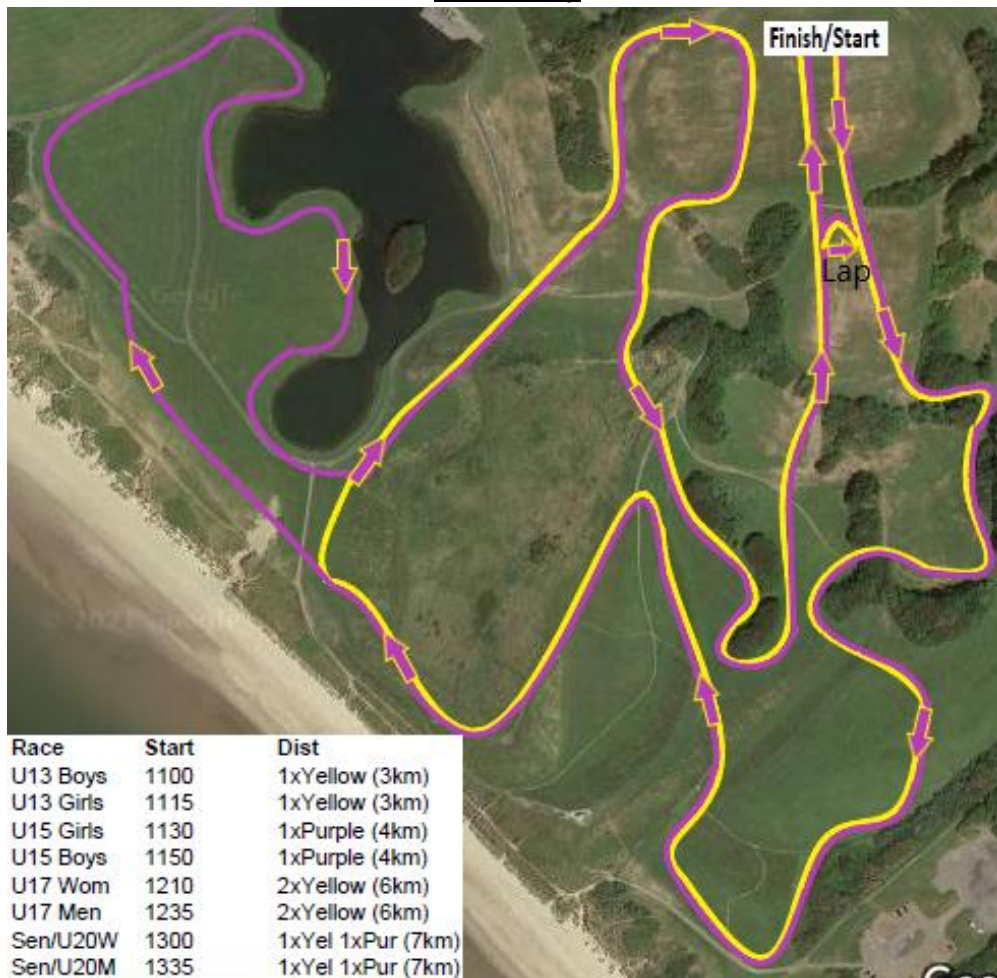 Finish/Start
Lap
Race Start Dist
U13 Boys 1100 1xYellow (3km)
U13 Girls 1115 1xYellow (3km)
U15 Girls 1130 1xPurple (4km)
U15 Boys 1150 1xPurple (4km)
U17 Wom 1210 2xYellow (6km)
U17 Men 1235 2xYellow (6km)
Sen/U20W 1300 1xYel 1xPur (7km)
Sen/U20M 1335 1xYel 1xPur (7km)